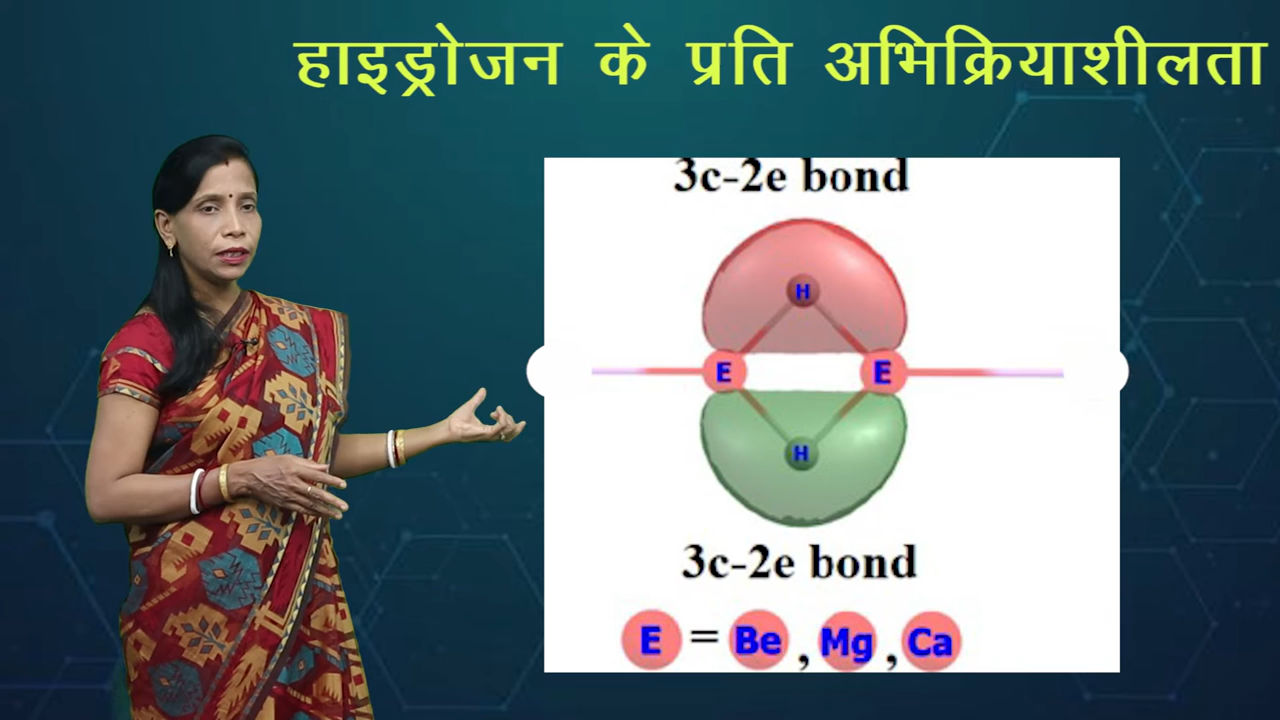 हाइड्रोजन के प्रति अभिक्रियाशीलता
3c-2e bond
H
E E
H
3c-2e bond
E = Be , Mg , Ca